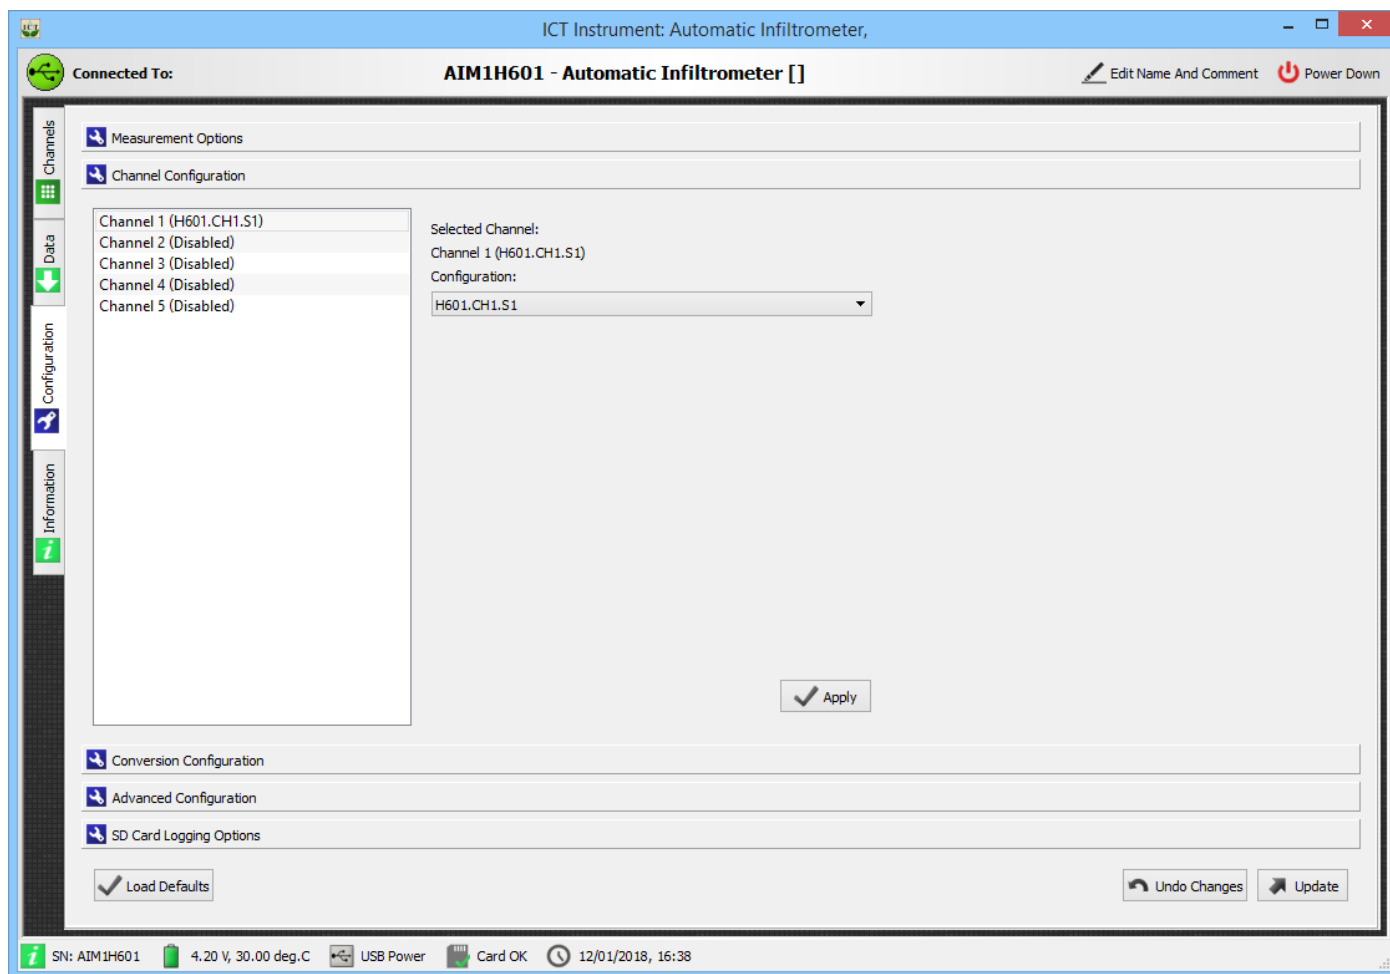 ICT Instrument: Automatic Infiltrometer,
Connected To:
AIM1H601 - Automatic Infiltrometer []
Edit Name And Comment
Power Down
Channels
Data
Configuration
Information
Measurement Options
Channel Configuration
Channel 1 (H601.CH1.S1)
Channel 2 (Disabled)
Channel 3 (Disabled)
Channel 4 (Disabled)
Channel 5 (Disabled)
Selected Channel:
Channel 1 (H601.CH1.S1)
Configuration:
H601.CH1.S1
Apply
Conversion Configuration
Advanced Configuration
SD Card Logging Options
Load Defaults
Undo Changes
Update
SN: AIM1H601
4.20 V, 30.00 deg.C
USB Power
Card OK
12/01/2018, 16:38